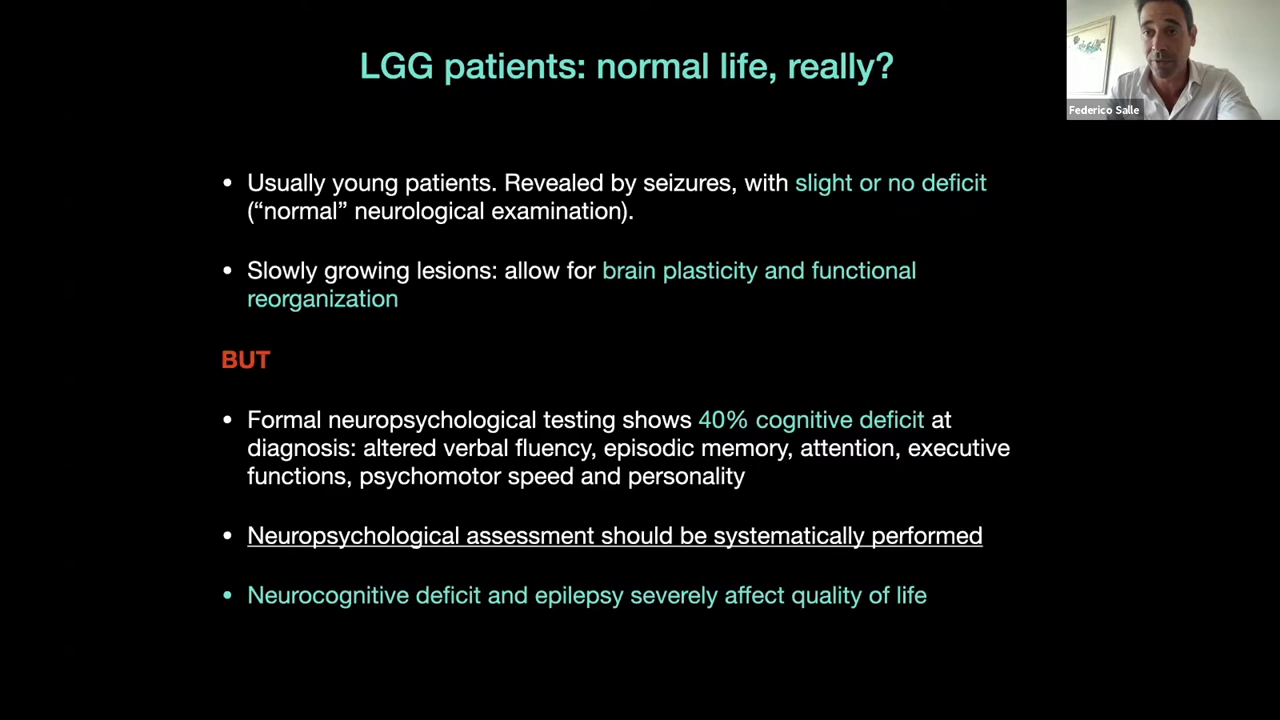 LGG patients: normal life, really?
Federico Salle
• Usually young patients. Revealed by seizures, with slight or no deficit
(“normal” neurological examination).
• Slowly growing lesions: allow for brain plasticity and functional
reorganization
BUT
• Formal neuropsychological testing shows 40% cognitive deficit at
diagnosis: altered verbal fluency, episodic memory, attention, executive
functions, psychomotor speed and personality
• Neuropsychological assessment should be systematically performed
• Neurocognitive deficit and epilepsy severely affect quality of life